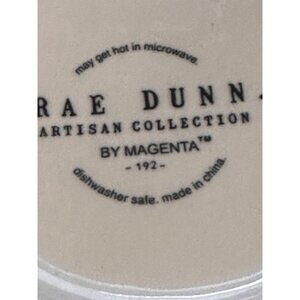 may get hot in microwave.
RAE DUNN.
ARTISAN COLLECTION
BY MAGENTA™
- 192 -
dishwasher safe. made in china.